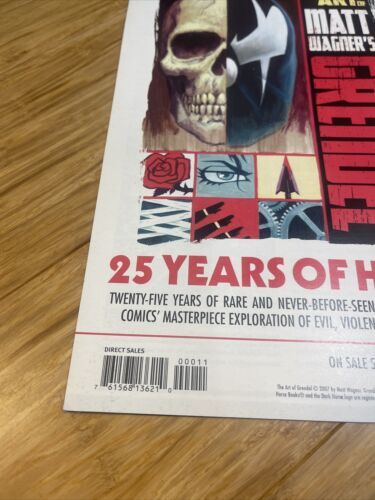 ART OF
MATT
WAGNER'S
GRENDEL
25 YEARS OF H
TWENTY-FIVE YEARS OF RARE AND NEVER-BEFORE-SEEN
COMICS' MASTERPIECE EXPLORATION OF EVIL, VIOLEN
ON SALE S
DIRECT SALES
00011
7 61568 13621 0
The Art of Grendel © 2007 by Matt Wagner. Grendel
Horse Books® and the Dark Horse logo are register